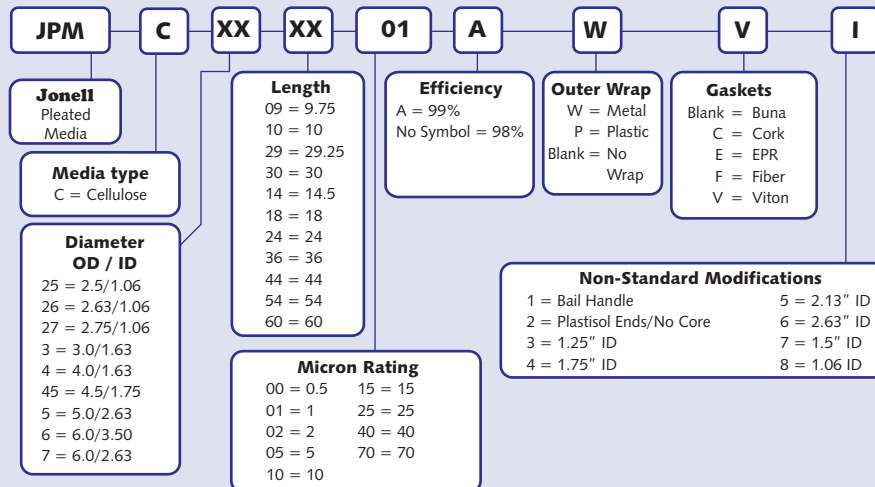 JPM C XX XX 01 A W V I
Jonell
Pleated
Media
Media type
C = Cellulose
Diameter
OD / ID
25 = 2.5/1.06
26 = 2.63/1.06
27 = 2.75/1.06
3 = 3.0/1.63
4 = 4.0/1.63
45 = 4.5/1.75
5 = 5.0/2.63
6 = 6.0/3.50
7 = 6.0/2.63
Length
09 = 9.75
10 = 10
29 = 29.25
30 = 30
14 = 14.5
18 = 18
24 = 24
36 = 36
44 = 44
54 = 54
60 = 60
Micron Rating
00 = 0.5 15 = 15
01 = 1 25 = 25
02 = 2 40 = 40
05 = 5 70 = 70
10 = 10
Efficiency
A = 99%
No Symbol = 98%
Outer Wrap
W = Metal
P = Plastic
Blank = No
Wrap
Gaskets
Blank = Buna
C = Cork
E = EPR
F = Fiber
V = Viton
Non-Standard Modifications
1 = Bail Handle 5 = 2.13" ID
2 = Plastisol Ends/No Core 6 = 2.63" ID
3 = 1.25" ID 7 = 1.5" ID
4 = 1.75" ID 8 = 1.06 ID